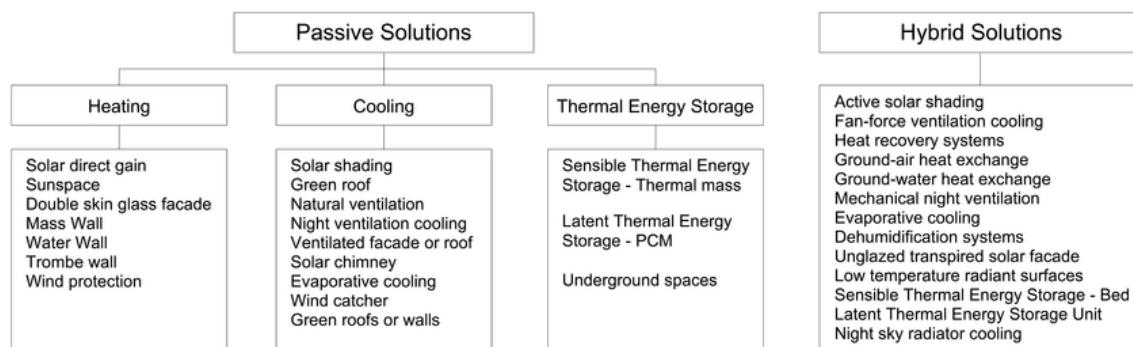 Passive Solutions
Hybrid Solutions
Heating
Cooling
Thermal Energy Storage
Solar direct gain
Sunspace
Double skin glass facade
Mass Wall
Water Wall
Trombe wall
Wind protection
Solar shading
Green roof
Natural ventilation
Night ventilation cooling
Ventilated facade or roof
Solar chimney
Evaporative cooling
Wind catcher
Green roofs or walls
Sensible Thermal Energy
Storage - Thermal mass
Latent Thermal Energy
Storage - PCM
Underground spaces
Active solar shading
Fan-force ventilation cooling
Heat recovery systems
Ground-air heat exchange
Ground-water heat exchange
Mechanical night ventilation
Evaporative cooling
Dehumidification systems
Unglazed transpired solar facade
Low temperature radiant surfaces
Sensible Thermal Energy Storage - Bed
Latent Thermal Energy Storage Unit
Night sky radiator cooling